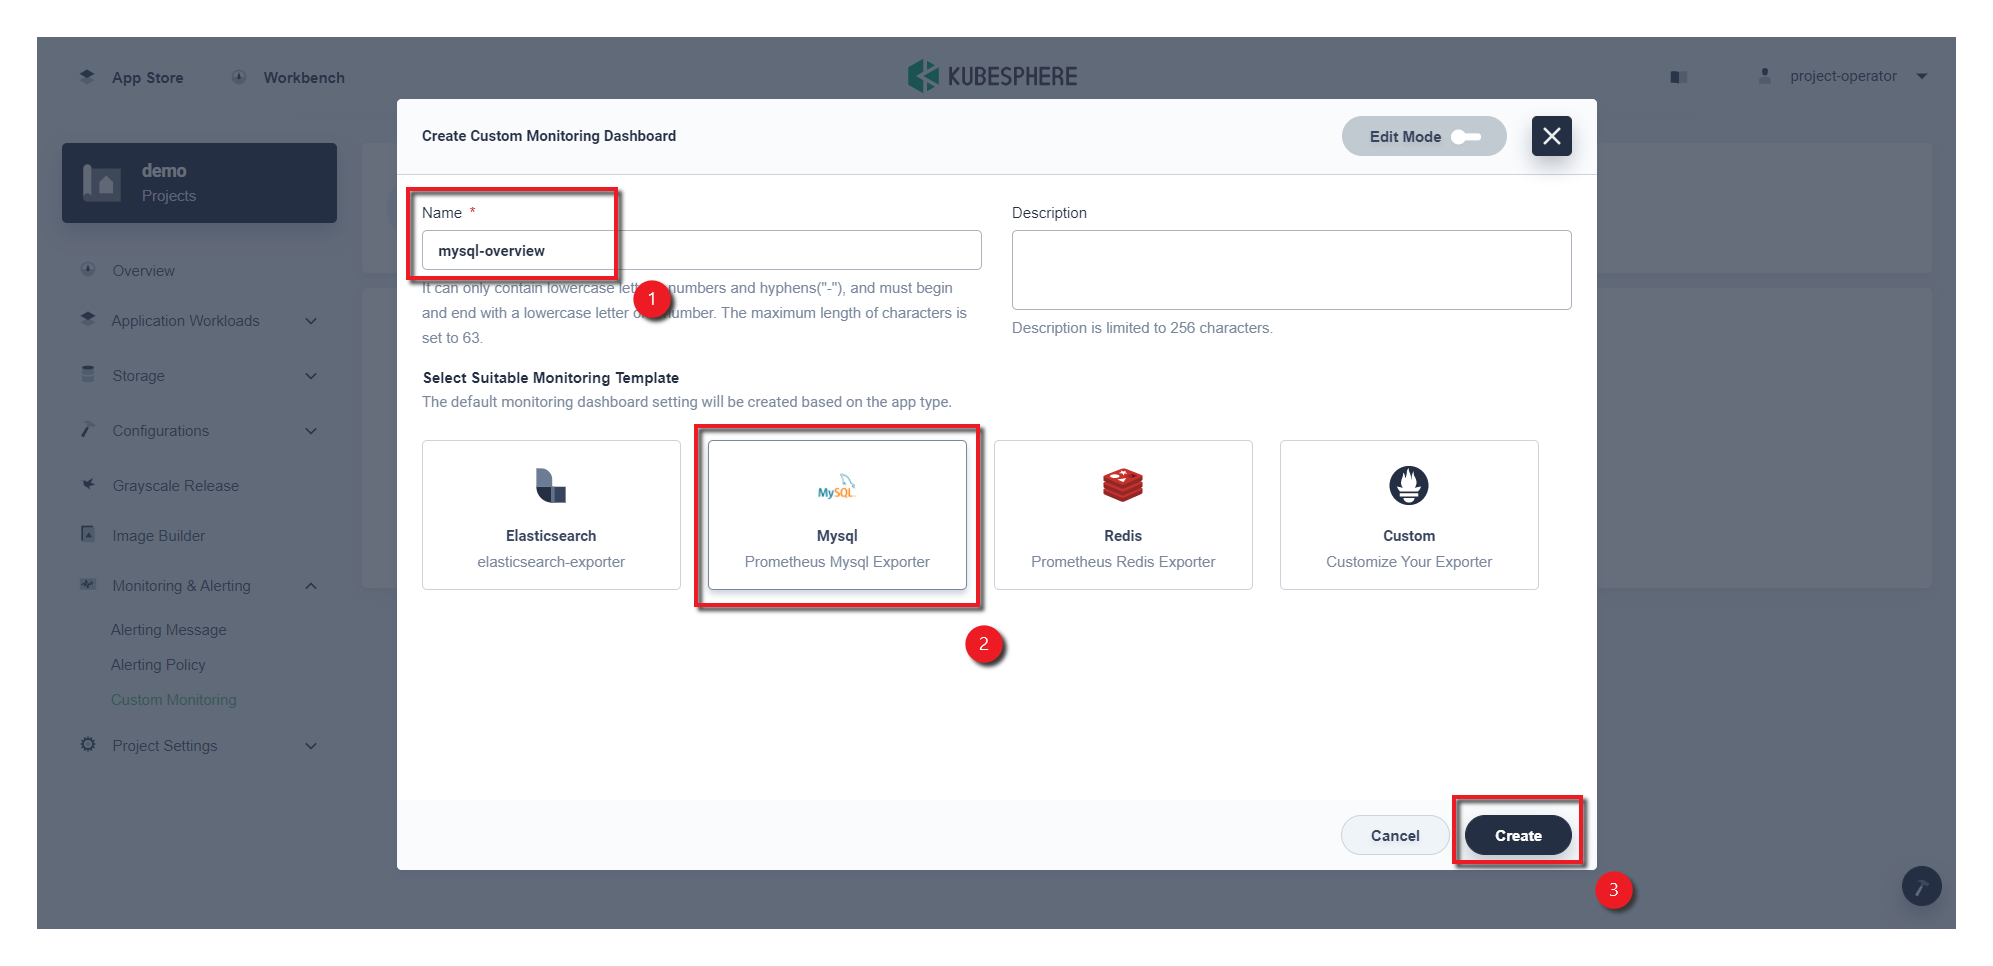 App Store
Workbench
KUBESPHERE
project-operator
demo
Projects
Overview
Application Workloads
Storage
Configurations
Grayscale Release
Image Builder
Monitoring & Alerting
Alerting Message
Alerting Policy
Custom Monitoring
Project Settings
Create Custom Monitoring Dashboard
Edit Mode
Name *
mysql-overview
It can only contain lowercase numbers and hyphens("-"), and must begin
and end with a lowercase letter number. The maximum length of characters is
set to 63.
1
Description
Description is limited to 256 characters.
Select Suitable Monitoring Template
The default monitoring dashboard setting will be created based on the app type.
Elasticsearch
elasticsearch-exporter
MySQL
Mysql
Prometheus Mysql Exporter
Redis
Prometheus Redis Exporter
Custom
Customize Your Exporter
2
Cancel
Create
3